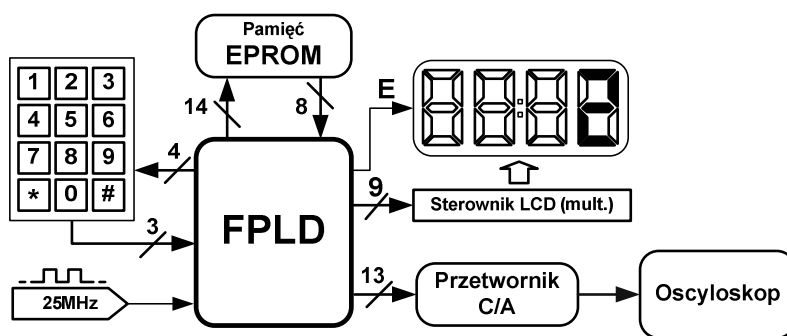 Pamięć
EPROM
1 2 3
4 5 6
7 8 9
* 0 #
14
8
E
4
3
FPLD
9
Sterownik LCD (mult.)
25MHz
13
Przetwornik
C/A
Oscyloskop